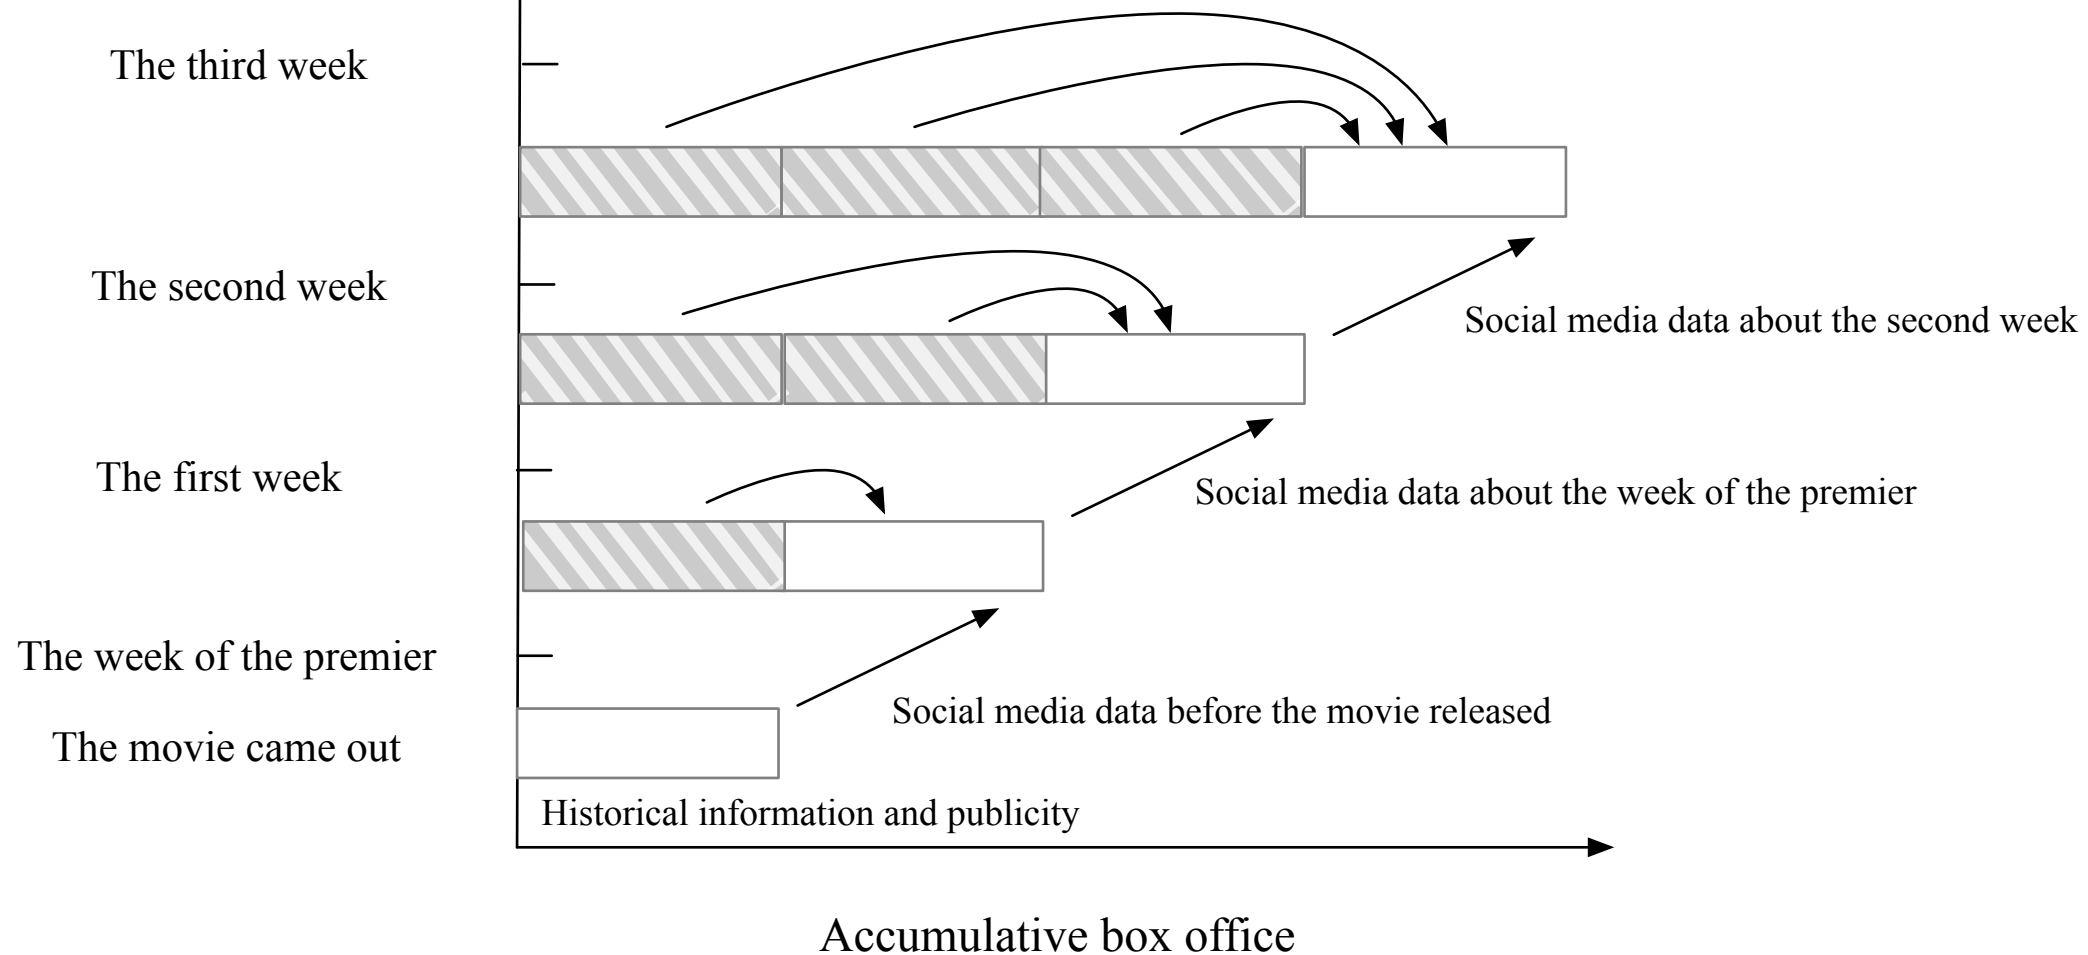 The third week
The second week
Social media data about the second week
The first week
Social media data about the week of the premier
The week of the premier
Social media data before the movie released
The movie came out
Historical information and publicity
Accumulative box office